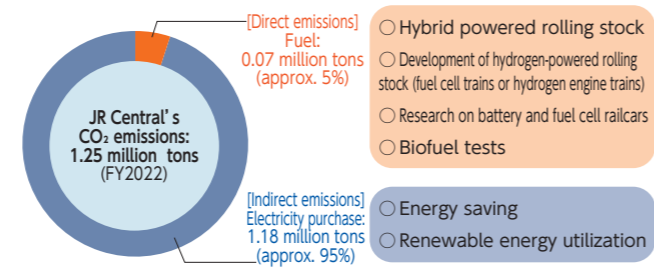 JR Central's
CO₂ emissions:
1.25 million tons
(FY2022)
[Direct emissions]
Fuel:
0.07 million tons
(approx. 5%)
○ Hybrid powered rolling stock
○ Development of hydrogen-powered rolling
stock (fuel cell trains or hydrogen engine trains)
○ Research on battery and fuel cell railcars
○ Biofuel tests
[Indirect emissions]
Electricity purchase:
1.18 million tons
(approx. 95%)
○ Energy saving
○ Renewable energy utilization